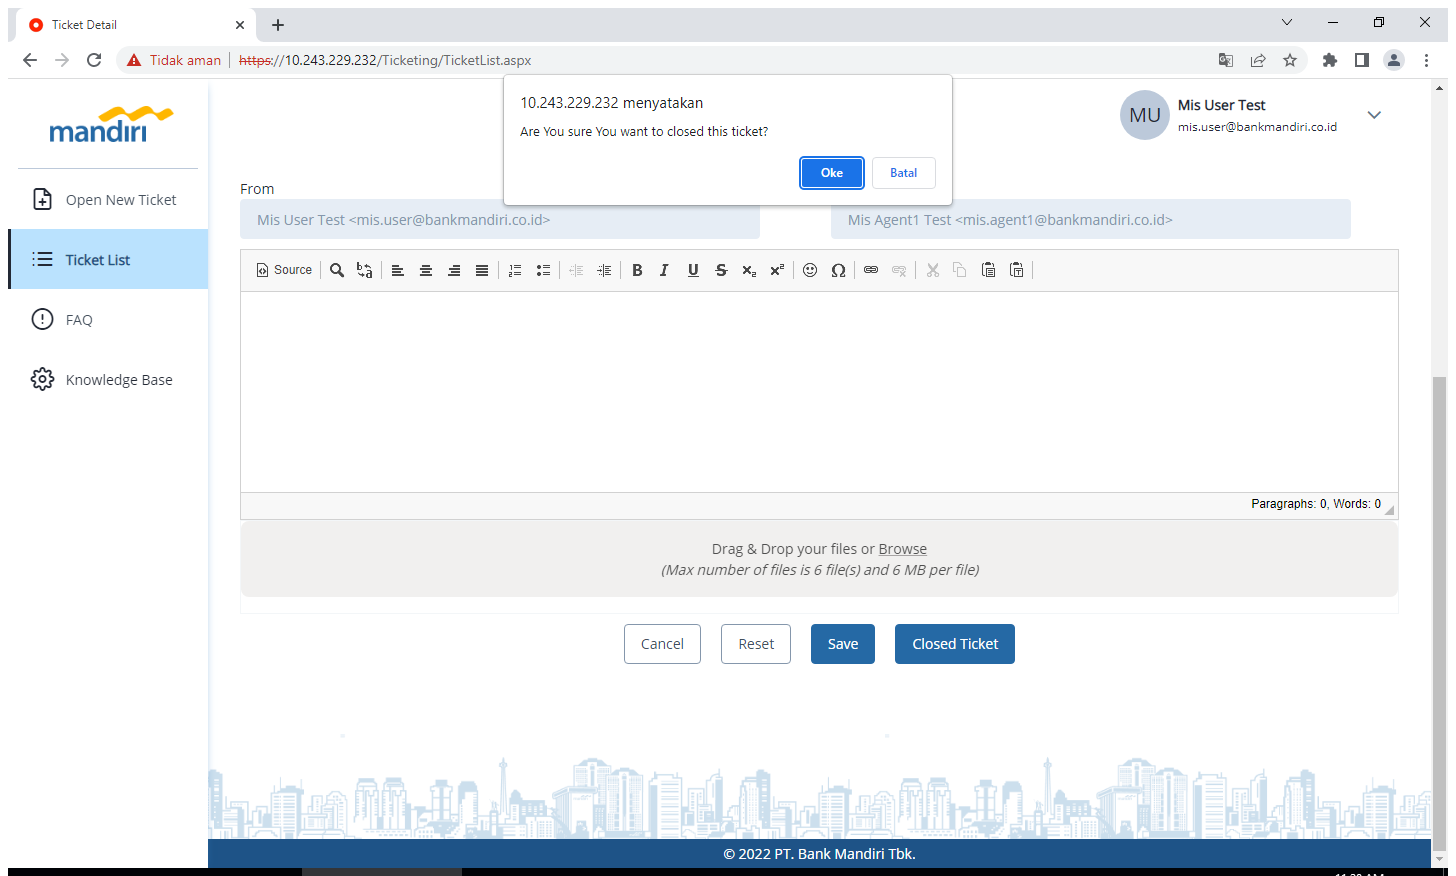 Ticket Detail
Tidak aman
https://10.243.229.232/Ticketing/TicketList.aspx
10.243.229.232 menyatakan
Are You sure You want to closed this ticket?
Oke
Batal
mandiri
MU
Mis User Test
mis.user@bankmandiri.co.id
Open New Ticket
Ticket List
FAQ
Knowledge Base
From
Mis User Test <mis.user@bankmandiri.co.id>
Mis Agent1 Test <mis.agent1@bankmandiri.co.id>
Source
Paragraphs: 0, Words: 0
Drag & Drop your files or Browse
(Max number of files is 6 file(s) and 6 MB per file)
Cancel
Reset
Save
Closed Ticket
© 2022 PT. Bank Mandiri Tbk.